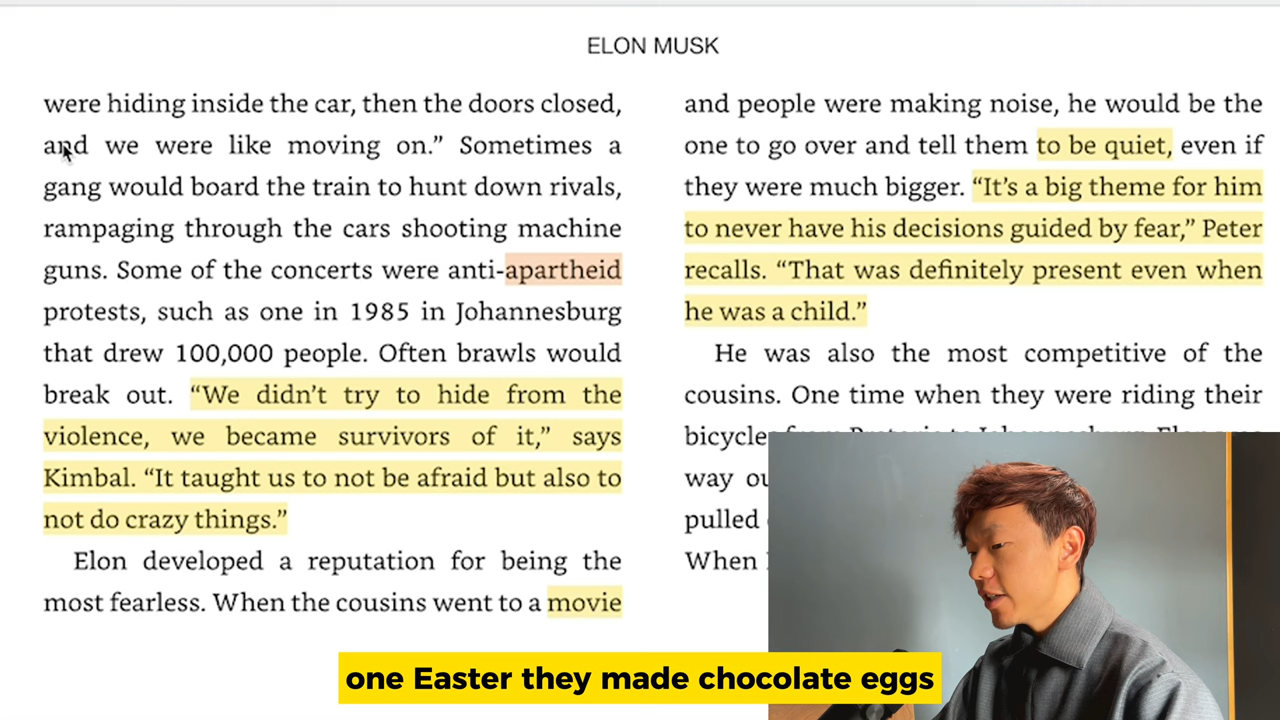 ELON MUSK
were hiding inside the car, then the doors closed,
and we were like moving on.” Sometimes a
gang would board the train to hunt down rivals,
rampaging through the cars shooting machine
guns. Some of the concerts were anti-apartheid
protests, such as one in 1985 in Johannesburg
that drew 100,000 people. Often brawls would
break out. “We didn’t try to hide from the
violence, we became survivors of it,” says
Kimbal. “It taught us to not be afraid but also to
not do crazy things.”
Elon developed a reputation for being the
most fearless. When the cousins went to a movie
and people were making noise, he would be the
one to go over and tell them to be quiet, even if
they were much bigger. “It’s a big theme for him
to never have his decisions guided by fear,” Peter
recalls. “That was definitely present even when
he was a child.”
He was also the most competitive of the
cousins. One time when they were riding their
way
pulled
When
one Easter they made chocolate eggs